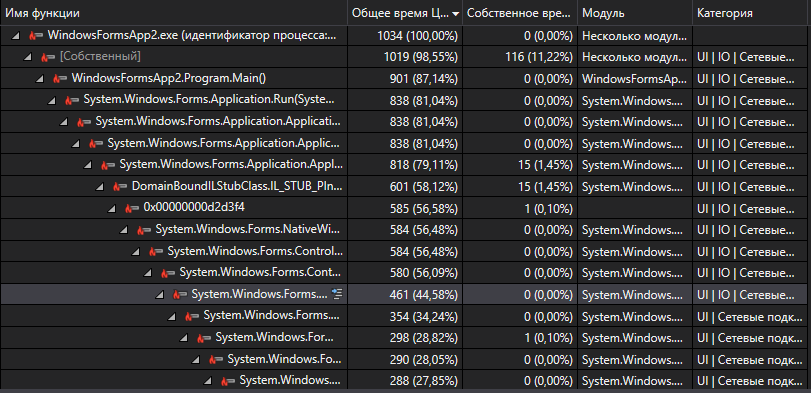 Имя функции Общее время Ц... Собственное вре... Модуль Категория
WindowsFormsApp2.exe (идентификатор процесса:... 1034 (100,00%) 0 (0,00%) Несколько модул...
[Собственный] 1019 (98,55%) 116 (11,22%) Несколько модул... UI | IO | Сетевые...
WindowsFormsApp2.Program.Main() 901 (87,14%) 0 (0,00%) WindowsFormsAp... UI | IO | Сетевые...
System.Windows.Forms.Application.Run(Syste... 838 (81,04%) 0 (0,00%) System.Windows.... UI | IO | Сетевые...
System.Windows.Forms.Application.Applicati... 838 (81,04%) 0 (0,00%) System.Windows.... UI | IO | Сетевые...
System.Windows.Forms.Application.Applic... 838 (81,04%) 0 (0,00%) System.Windows.... UI | IO | Сетевые...
System.Windows.Forms.Application.Appl... 818 (79,11%) 15 (1,45%) System.Windows.... UI | IO | Сетевые...
DomainBoundILStubClass.IL_STUB_PIn... 601 (58,12%) 15 (1,45%) System.Windows.... UI | IO | Сетевые...
0x00000000d2d3f4 585 (56,58%) 1 (0,10%) UI | IO | Сетевые...
System.Windows.Forms.NativeWi... 584 (56,48%) 0 (0,00%) System.Windows.... UI | IO | Сетевые...
System.Windows.Forms.Control... 584 (56,48%) 0 (0,00%) System.Windows.... UI | IO | Сетевые...
System.Windows.Forms.Cont... 580 (56,09%) 0 (0,00%) System.Windows.... UI | IO | Сетевые...
System.Windows.Forms.... 461 (44,58%) 0 (0,00%) System.Windows.... UI | IO | Сетевые...
System.Windows.Forms.... 354 (34,24%) 0 (0,00%) System.Windows.... UI | Сетевые подк...
System.Windows.For... 298 (28,82%) 1 (0,10%) System.Windows.... UI | Сетевые подк...
System.Windows.Fo... 290 (28,05%) 0 (0,00%) System.Windows.... UI | Сетевые подк...
System.Windows.... 288 (27,85%) 0 (0,00%) System.Windows.... UI | Сетевые подк...